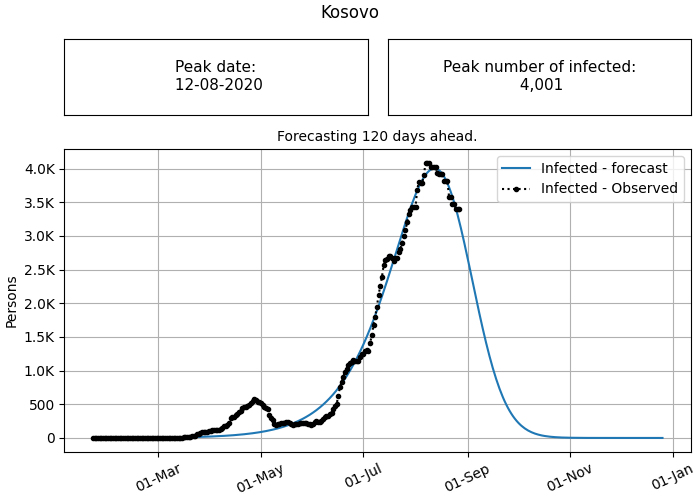 Kosovo
Peak date:
12-08-2020
Peak number of infected:
4,001
Forecasting 120 days ahead.
Infected - forecast
Infected - Observed
4.0K
3.5K
3.0K
2.5K
2.0K
1.5K
1.0K
500
0
Persons
01-Mar
01-May
01-Jul
01-Sep
01-Nov
01-Jan